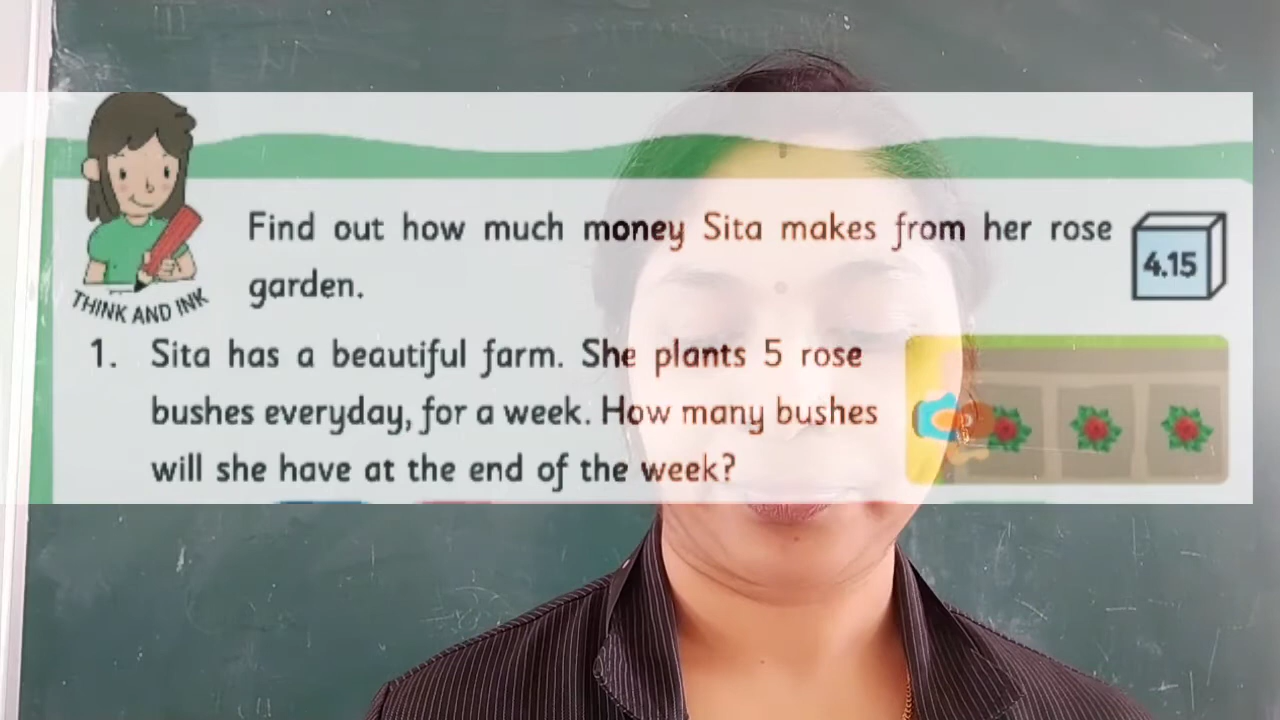 Find out how much money Sita makes from her rose
garden.
4.15
THINK AND INK
1. Sita has a beautiful farm. She plants 5 rose
bushes everyday, for a week. How many bushes
will she have at the end of the week?